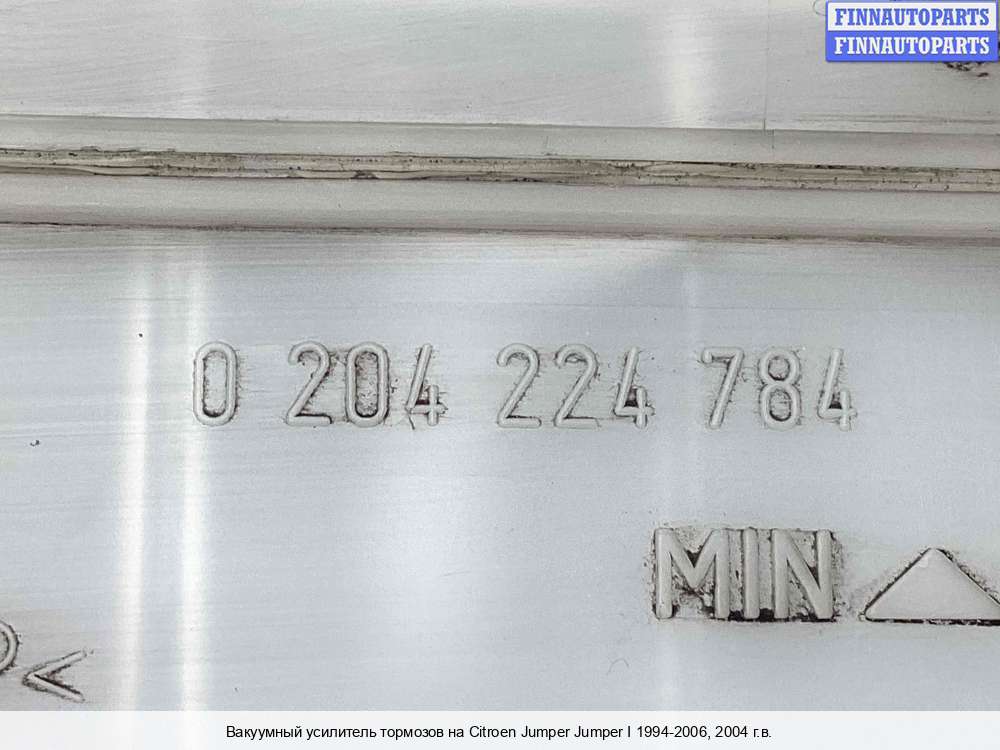 FINNAUTOPARTS
FINNAUTOPARTS
0 204 224 784
MIN
<
Вакуумный усилитель тормозов на Citroen Jumper Jumper I 1994-2006, 2004 г.в.